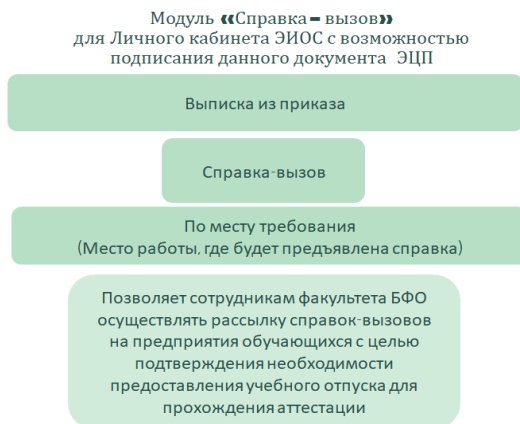 Модуль «Справка – вызов»
для Личного кабинета ЭИОС с возможностью
подписания данного документа ЭЦП
Выписка из приказа
Справка-вызов
По месту требования
(Место работы, где будет предъявлена справка)
Позволяет сотрудникам факультета БФО
осуществлять рассылку справок-вызовов
на предприятия обучающихся с целью
подтверждения необходимости
предоставления учебного отпуска для
прохождения аттестации